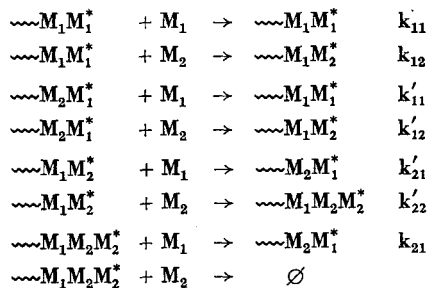 ~~~M₁M₁* + M₁ → ~~~M₁M₁* k₁₁
~~~M₁M₁* + M₂ → ~~~M₁M₂* k₁₂
~~~M₂M₁* + M₁ → ~~~M₁M₁* k′₁₁
~~~M₂M₁* + M₂ → ~~~M₁M₂* k′₁₂
~~~M₁M₂* + M₁ → ~~~M₂M₁* k′₂₁
~~~M₁M₂* + M₂ → ~~~M₁M₂M₂* k′₂₂
~~~M₁M₂M₂* + M₁ → ~~~M₂M₁* k₂₁
~~~M₁M₂M₂* + M₂ → ∅